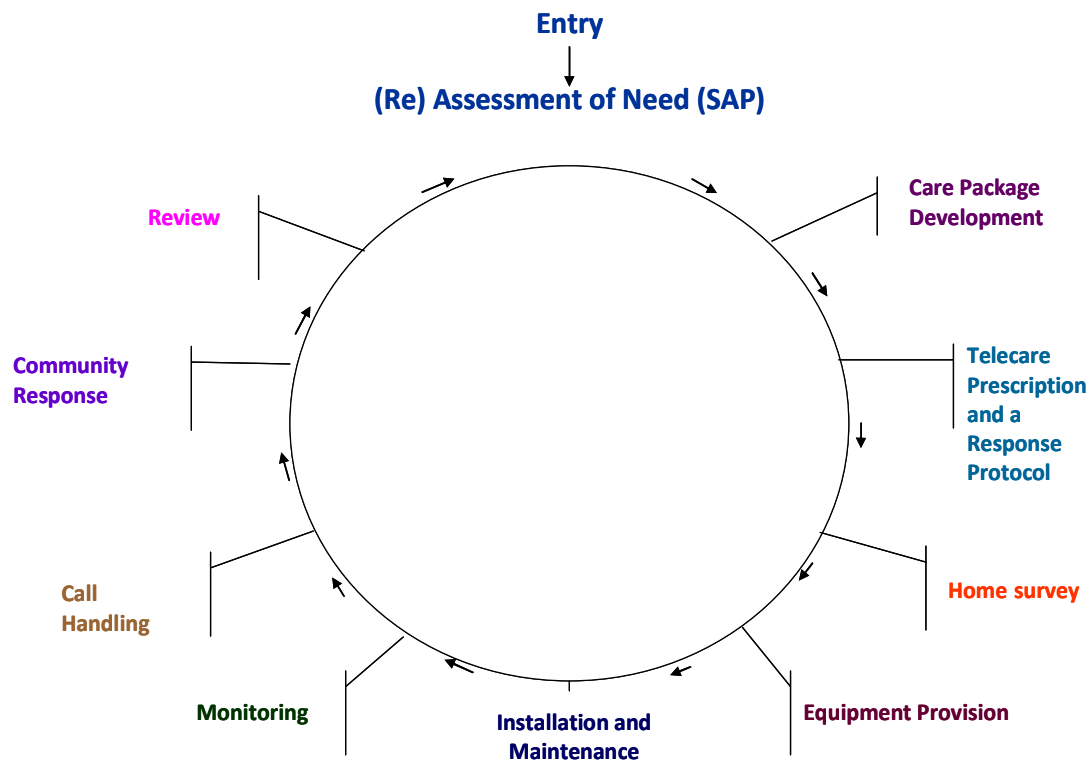 Entry
(Re) Assessment of Need (SAP)
Care Package
Development
Telecare
Prescription
and a
Response
Protocol
Home survey
Equipment Provision
Installation and
Maintenance
Monitoring
Call
Handling
Community
Response
Review